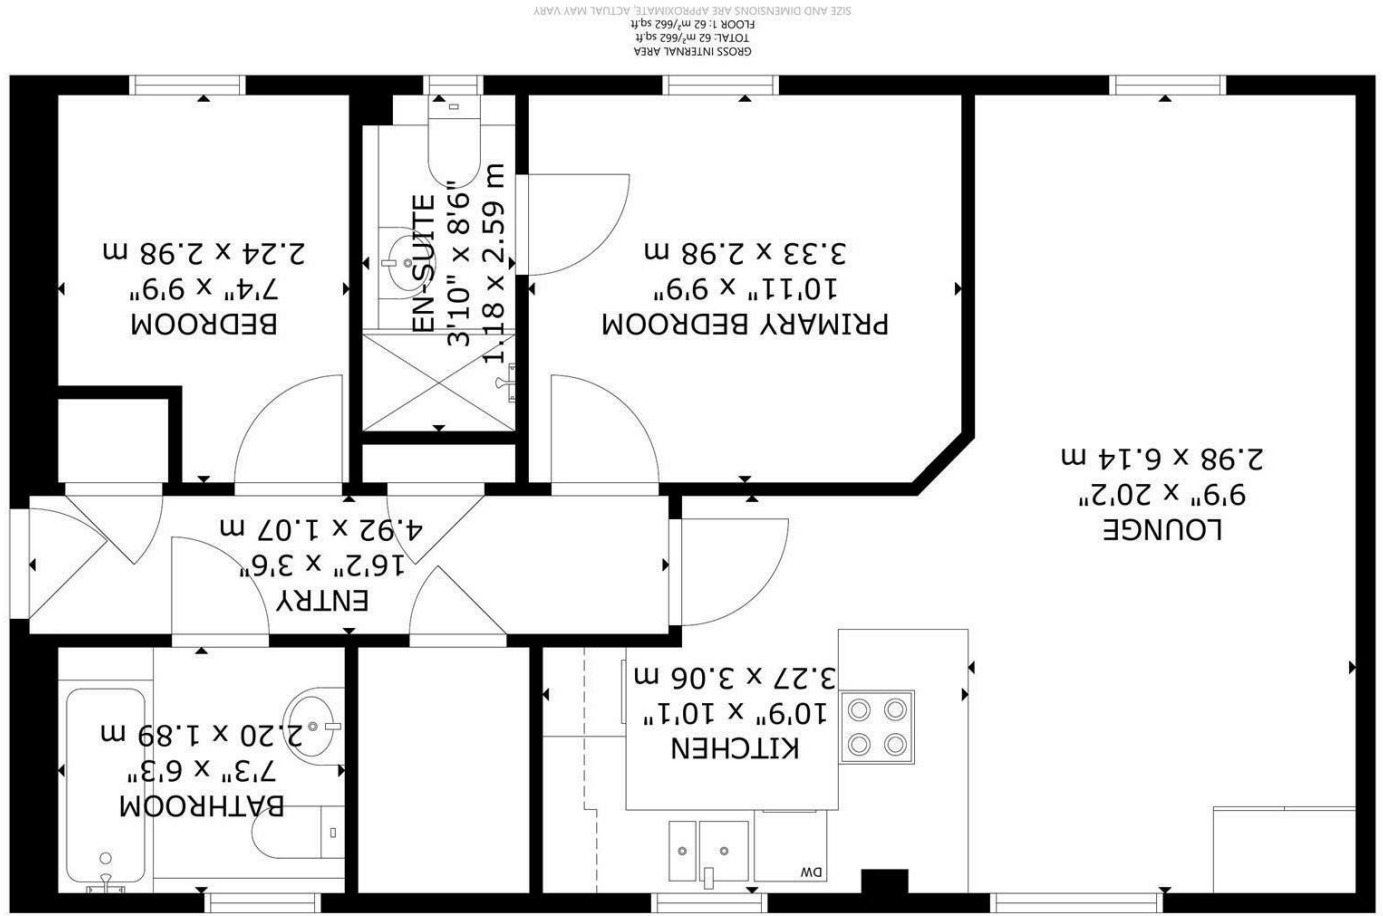 BATHROOM
7'3" x 6'3"
2.20 x 1.89 m
KITCHEN
10'9" x 10'1"
3.27 x 3.06 m
DW
ENTRY
16'2" x 3'6"
4.92 x 1.07 m
LOUNGE
9'9" x 20'2"
2.98 x 6.14 m
PRIMARY BEDROOM
10'11" x 9'9"
3.33 x 2.98 m
EN-SUITE
3'10" x 8'6"
1.18 x 2.59 m
BEDROOM
7'4" x 9'9"
2.24 x 2.98 m
GROSS INTERNAL AREA
TOTAL: 62 m²/662 sq.ft
FLOOR 1: 62 m²/662 sq.ft
SIZE AND DIMENSIONS ARE APPROXIMATE, ACTUAL MAY VARY